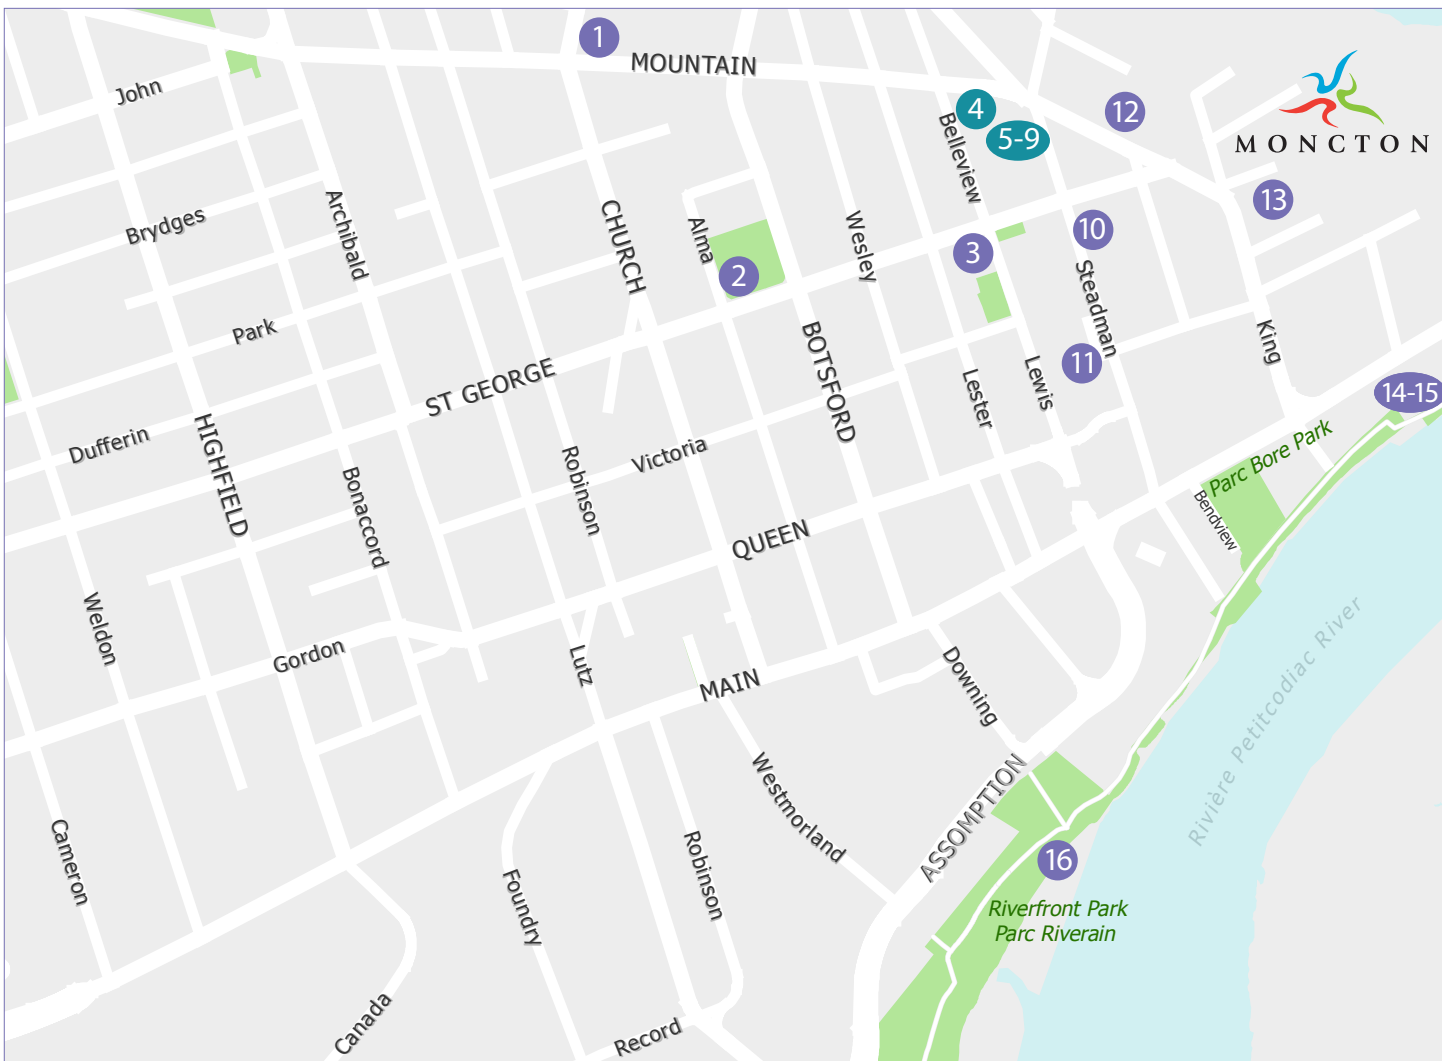 1
MOUNTAIN
John
4
5-9
12
MONCTON
Belleview
13
Brydges
Archibald
CHURCH
Alma
Wesley
2
3
10
Steadman
Park
BOTSFORD
King
ST GEORGE
Lewis
11
Lester
14-15
Dufferin
HIGHFIELD
Bonaccord
Robinson
Victoria
Parc Bore Park
Bendview
QUEEN
Weldon
Gordon
Lutz
MAIN
Downing
Rivière Petitcodiac River
Westmorland
ASSOMPTION
Cameron
Foundry
Robinson
16
Riverfront Park
Parc Riverain
Canada
Record